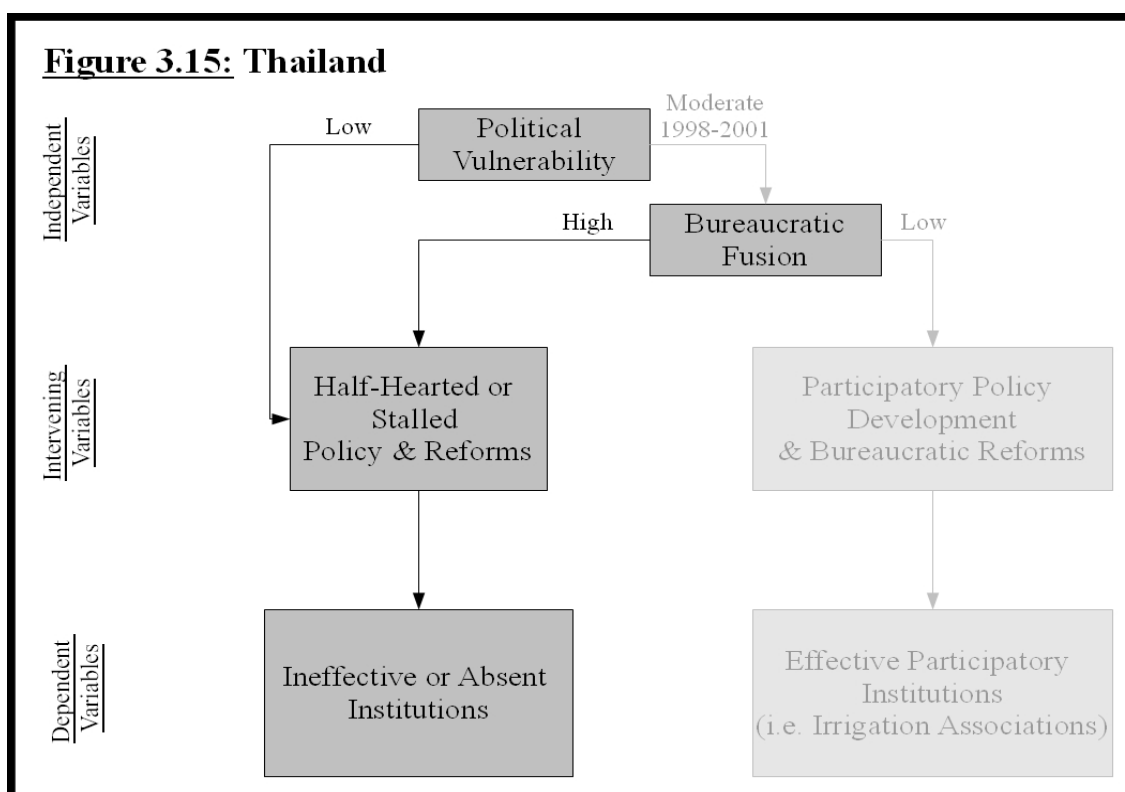 Figure 3.15: Thailand
Independent
Variables
Low
Political
Vulnerability
Moderate
1998-2001
High
Bureaucratic
Fusion
Low
Intervening
Variables
Half-Hearted or
Stalled
Policy & Reforms
Participatory Policy
Development
& Bureaucratic Reforms
Dependent
Variables
Ineffective or Absent
Institutions
Effective Participatory
Institutions
(i.e. Irrigation Associations)